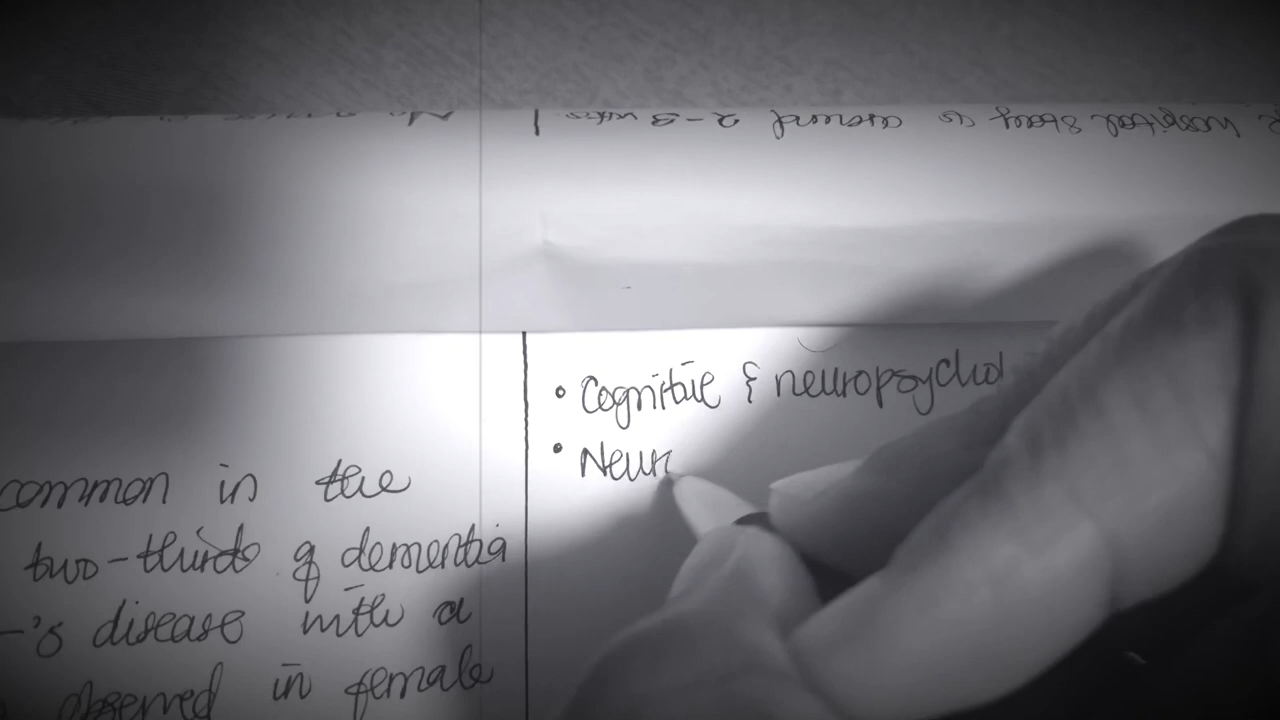 hospital stay is around 2-3 wks
• Cognitive & neuropsychol
• Neur
common in the
two-thirds of dementia
-'s disease with a
observed in female